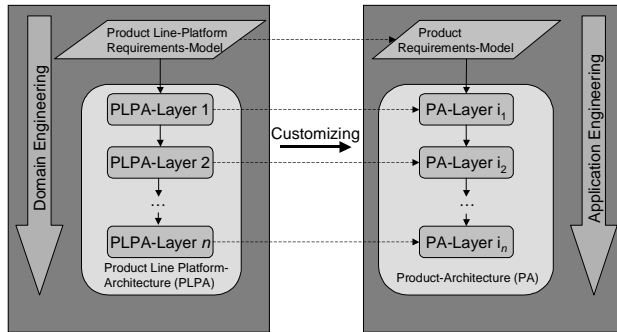 Domain Engineering
Product Line-Platform
Requirements-Model
PLPA-Layer 1
PLPA-Layer 2
...
PLPA-Layer n
Product Line Platform-
Architecture (PLPA)
Customizing
Product
Requirements-Model
PA-Layer i1
PA-Layer i2
...
PA-Layer in
Product-Architecture (PA)
Application Engineering